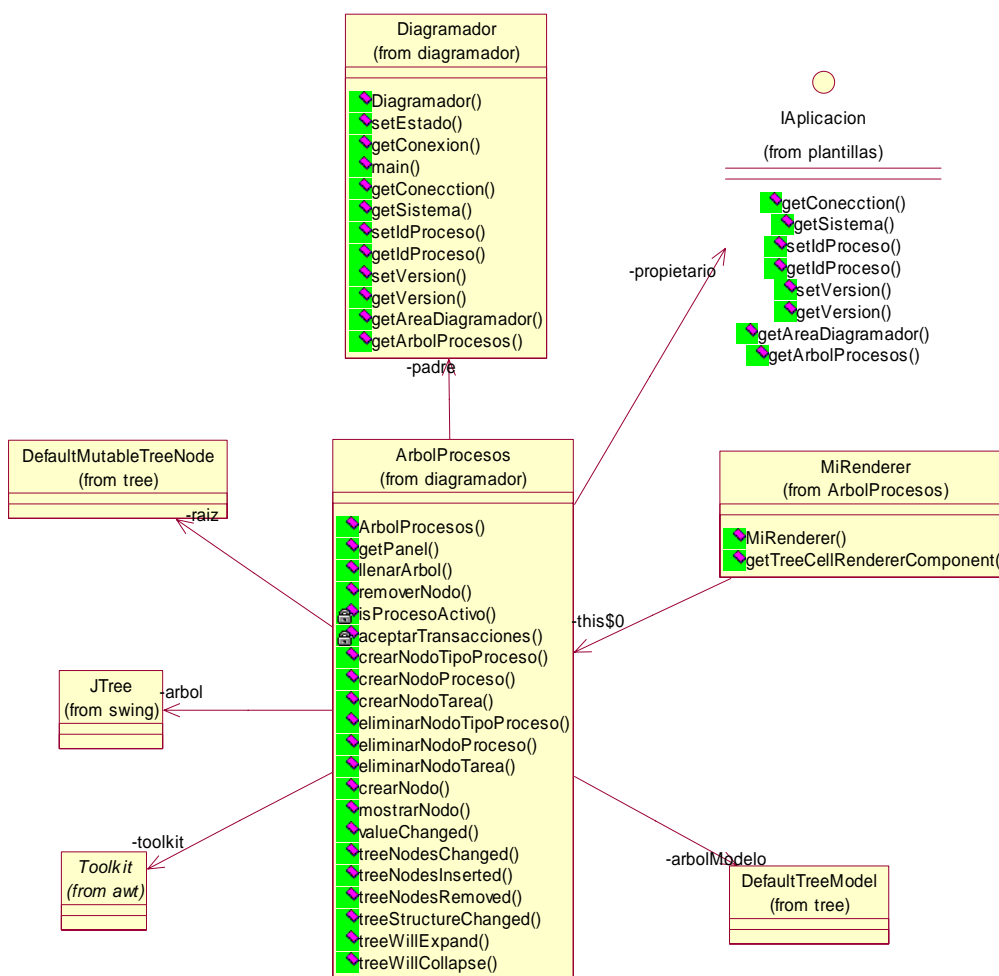 Diagramador
(from diagramador)
Diagramador()
setEstado()
getConexion()
main()
getConecction()
getSistema()
setIdProceso()
getIdProceso()
setVersion()
getVersion()
getAreaDiagramador()
getArbolProcesos()
IAplicacion
(from plantillas)
getConecction()
getSistema()
setIdProceso()
getIdProceso()
setVersion()
getVersion()
getAreaDiagramador()
getArbolProcesos()
-propietario
-padre
DefaultMutableTreeNode
(from tree)
-raiz
ArbolProcesos
(from diagramador)
ArbolProcesos()
getPanel()
llenarArbol()
removerNodo()
isProcesoActivo()
aceptarTransacciones()
crearNodoTipoProceso()
crearNodoProceso()
crearNodoTarea()
eliminarNodoTipoProceso()
eliminarNodoProceso()
eliminarNodoTarea()
crearNodo()
mostrarNodo()
valueChanged()
treeNodesChanged()
treeNodesInserted()
treeNodesRemoved()
treeStructureChanged()
treeWillExpand()
treeWillCollapse()
MiRenderer
(from ArbolProcesos)
MiRenderer()
getTreeCellRendererComponent(
-this$0
JTree
(from swing)
-arbol
-toolkit
Toolkit
(from awt)
-arbolModelo
DefaultTreeModel
(from tree)